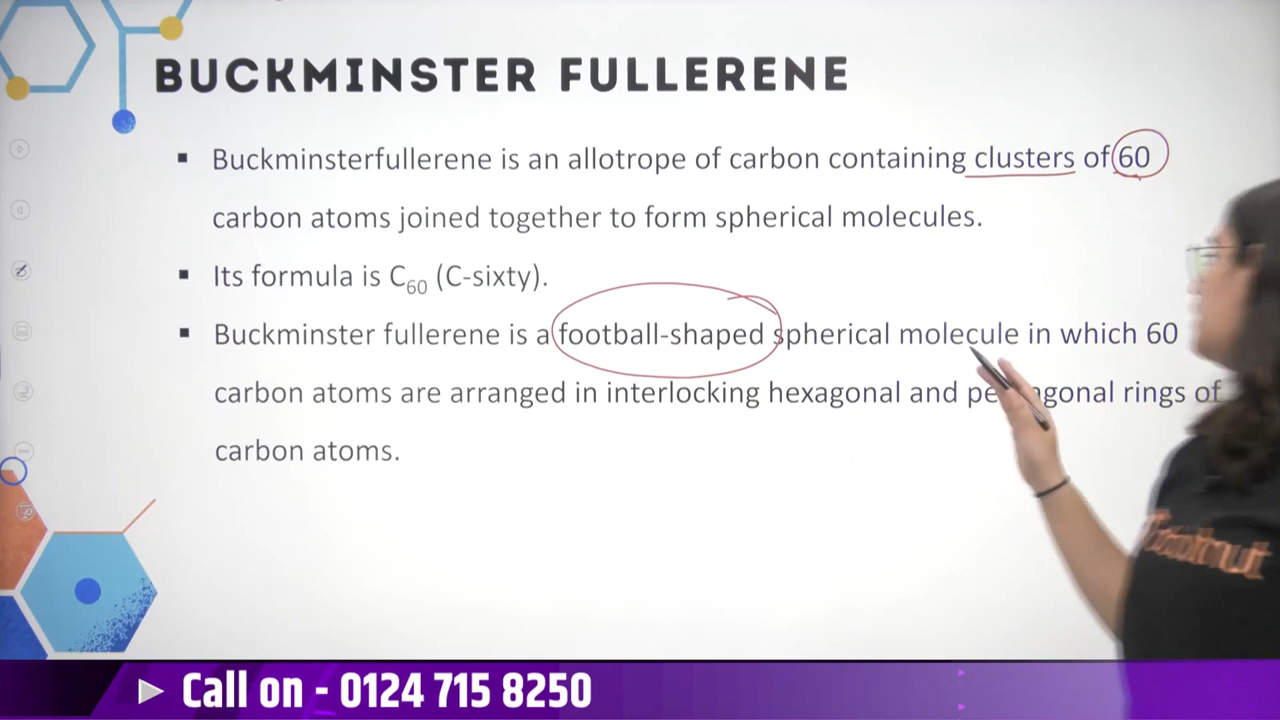 BUCKMINSTER FULLERENE
▪ Buckminsterfullerene is an allotrope of carbon containing clusters of 60
carbon atoms joined together to form spherical molecules.
▪ Its formula is C₆₀ (C-sixty).
▪ Buckminster fullerene is a football-shaped spherical molecule in which 60
carbon atoms are arranged in interlocking hexagonal and rings of
carbon atoms.
Call on - 0124 715 8250